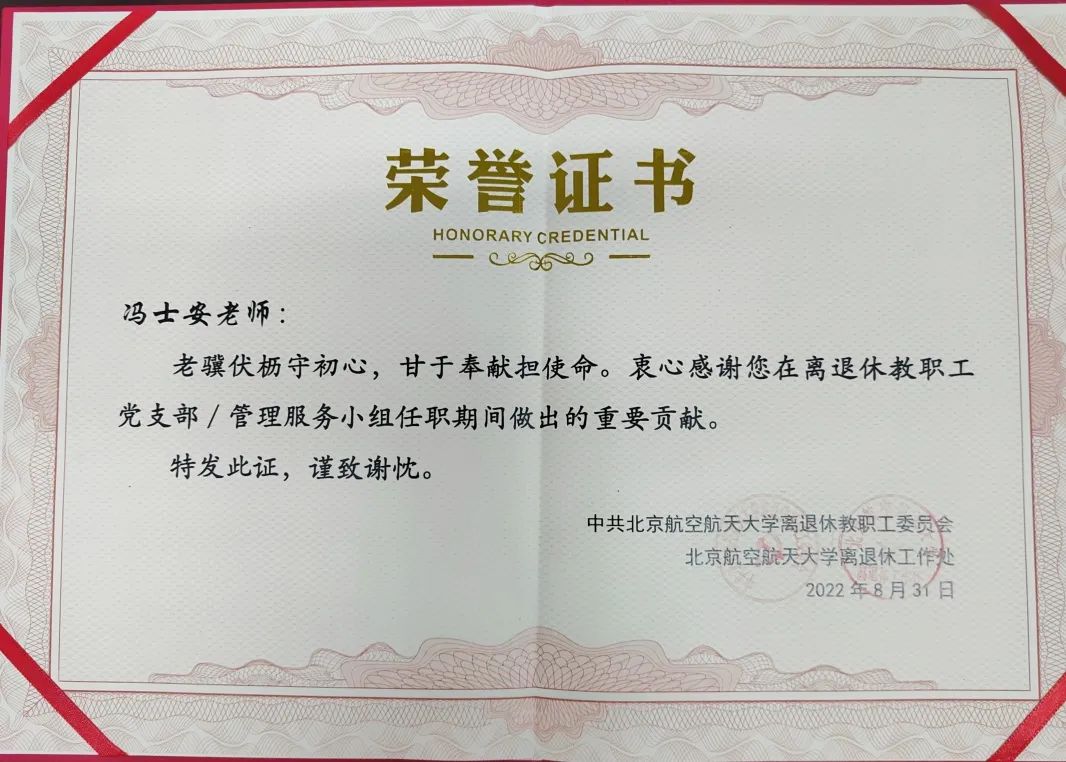 荣誉证书
HONORARY CREDENTIAL
冯士安老师：
老骥伏枥守初心，甘于奉献担使命。衷心感谢您在离退休教职工
党支部/管理服务小组任职期间做出的重要贡献。
特发此证，谨致谢忱。
中共北京航空航天大学离退休教职工委员会
北京航空航天大学离退休工作处
2022年8月31日